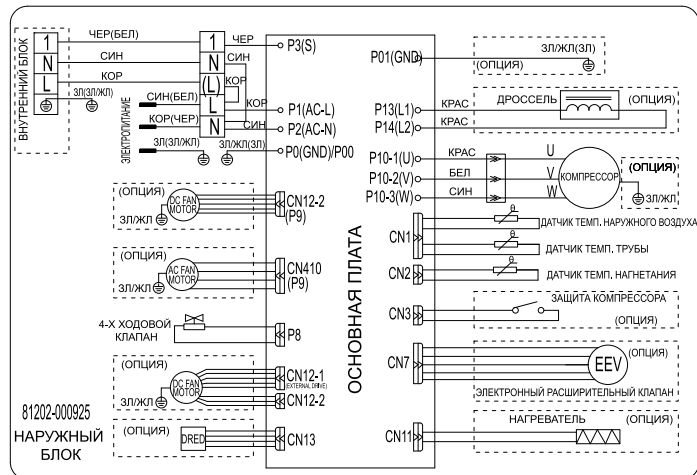 ВНУТРЕННИЙ БЛОК
1
N
L
ЧЕР(БЕЛ)
СИН
КОР
ЗЛ(ЗЛ/ЖЛ)
1
N
(L)
L
N
ЧЕР
СИН
КОР
КОР
СИН
ЭЛЕКТРОПИТАНИЕ
СИН(БЕЛ)
КОР(ЧЕР)
ЗЛ(ЗЛ/ЖЛ)
ЗЛ/ЖЛ(ЗЛ)
P3(S)
P1(AC-L)
P2(AC-N)
P0(GND)/P00
(ОПЦИЯ)
DC FAN
MOTOR
ЗЛ/ЖЛ
CN12-2
(P9)
(ОПЦИЯ)
AC FAN
MOTOR
ЗЛ/ЖЛ
CN410
(P9)
4-Х ХОДОВОЙ
КЛАПАН
P8
(ОПЦИЯ)
DC FAN
MOTOR
ЗЛ/ЖЛ
CN12-1
(EXTERNAL DRIVE)
CN12-2
(ОПЦИЯ)
DRED
CN13
81202-000925
НАРУЖНЫЙ
БЛОК
ОСНОВНАЯ ПЛАТА
P01(GND)
(ОПЦИЯ)
ЗЛ/ЖЛ(ЗЛ)
P13(L1)
КРАС
ДРОССЕЛЬ
(ОПЦИЯ)
P14(L2)
КРАС
P10-1(U)
КРАС
U
P10-2(V)
БЕЛ
V
P10-3(W)
СИН
W
КОМПРЕССОР
(ОПЦИЯ)
ЗЛ/ЖЛ
CN1
θ
ДАТЧИК ТЕМП. НАРУЖНОГО ВОЗДУХА
θ
ДАТЧИК ТЕМП. ТРУБЫ
CN2
θ
ДАТЧИК ТЕМП. НАГНЕТАНИЯ
CN3
ЗАЩИТА КОМПРЕССОРА
(ОПЦИЯ)
CN7
EEV
(ОПЦИЯ)
ЭЛЕКТРОННЫЙ РАСШИРИТЕЛЬНЫЙ КЛАПАН
CN11
НАГРЕВАТЕЛЬ
(ОПЦИЯ)